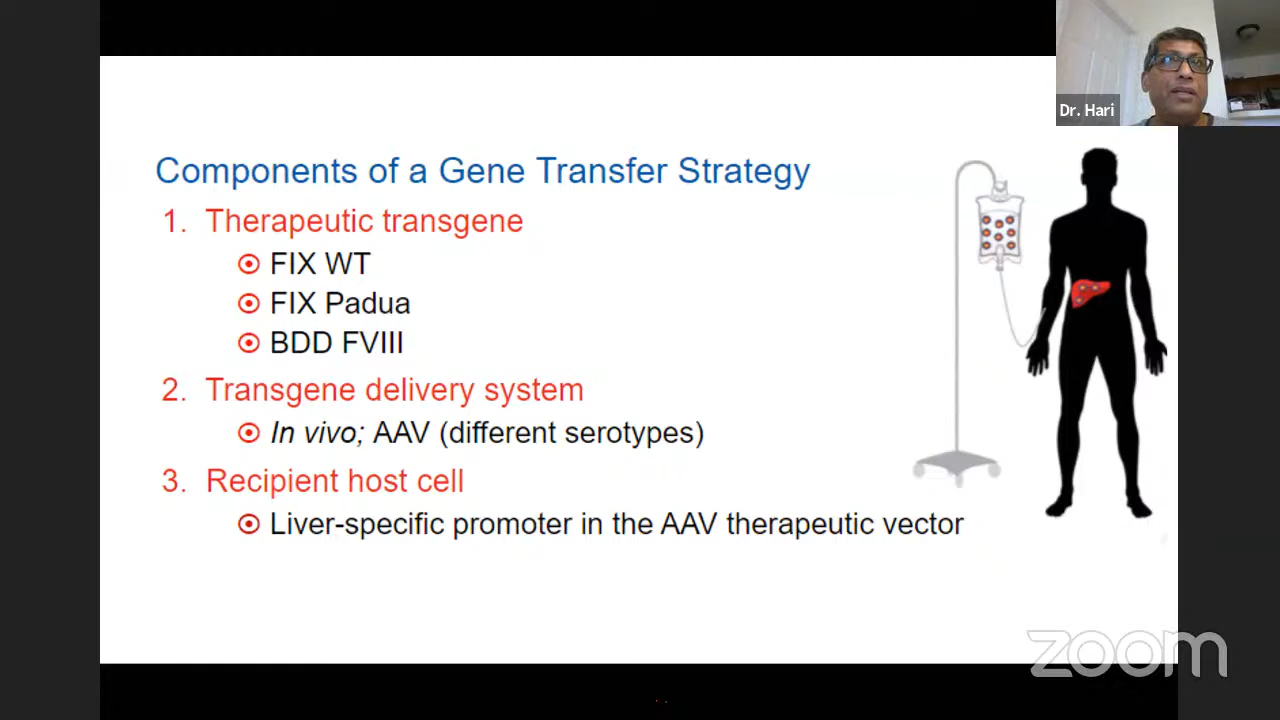 Dr. Hari
Components of a Gene Transfer Strategy
1. Therapeutic transgene
FIX WT
FIX Padua
BDD FVIII
2. Transgene delivery system
In vivo; AAV (different serotypes)
3. Recipient host cell
Liver-specific promoter in the AAV therapeutic vector
zoom